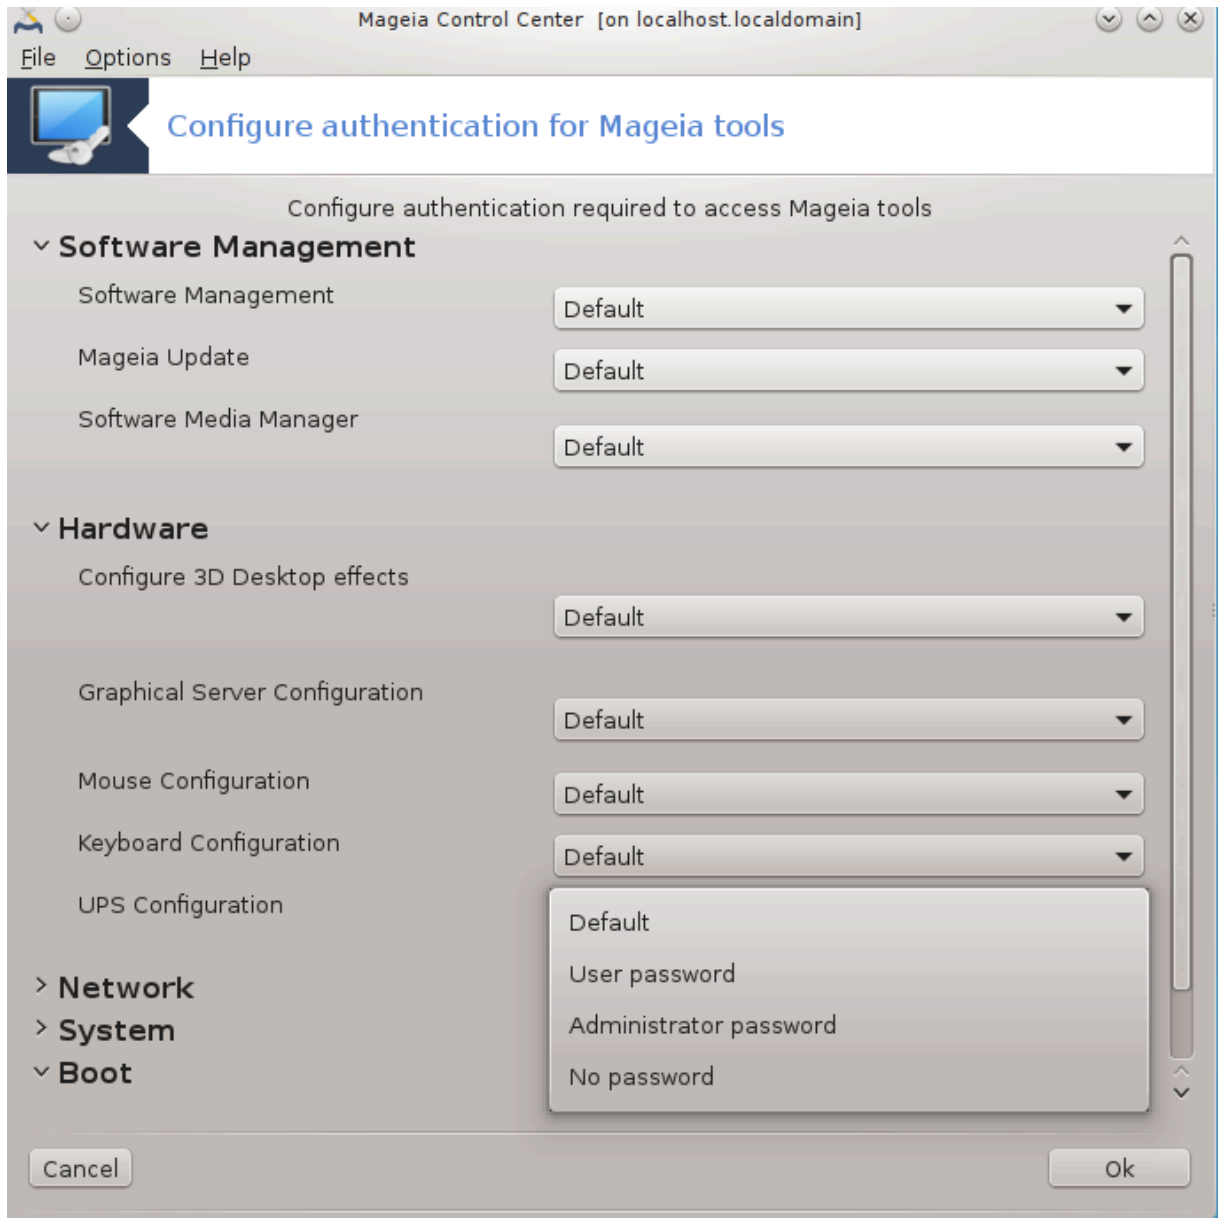 Mageia Control Center [on localhost.localdomain]
File Options Help
Configure authentication for Mageia tools
Configure authentication required to access Mageia tools
Software Management
Software Management Default
Mageia Update Default
Software Media Manager Default
Hardware
Configure 3D Desktop effects Default
Graphical Server Configuration Default
Mouse Configuration Default
Keyboard Configuration Default
UPS Configuration
Default
User password
Administrator password
No password
Network
System
Boot
Cancel Ok